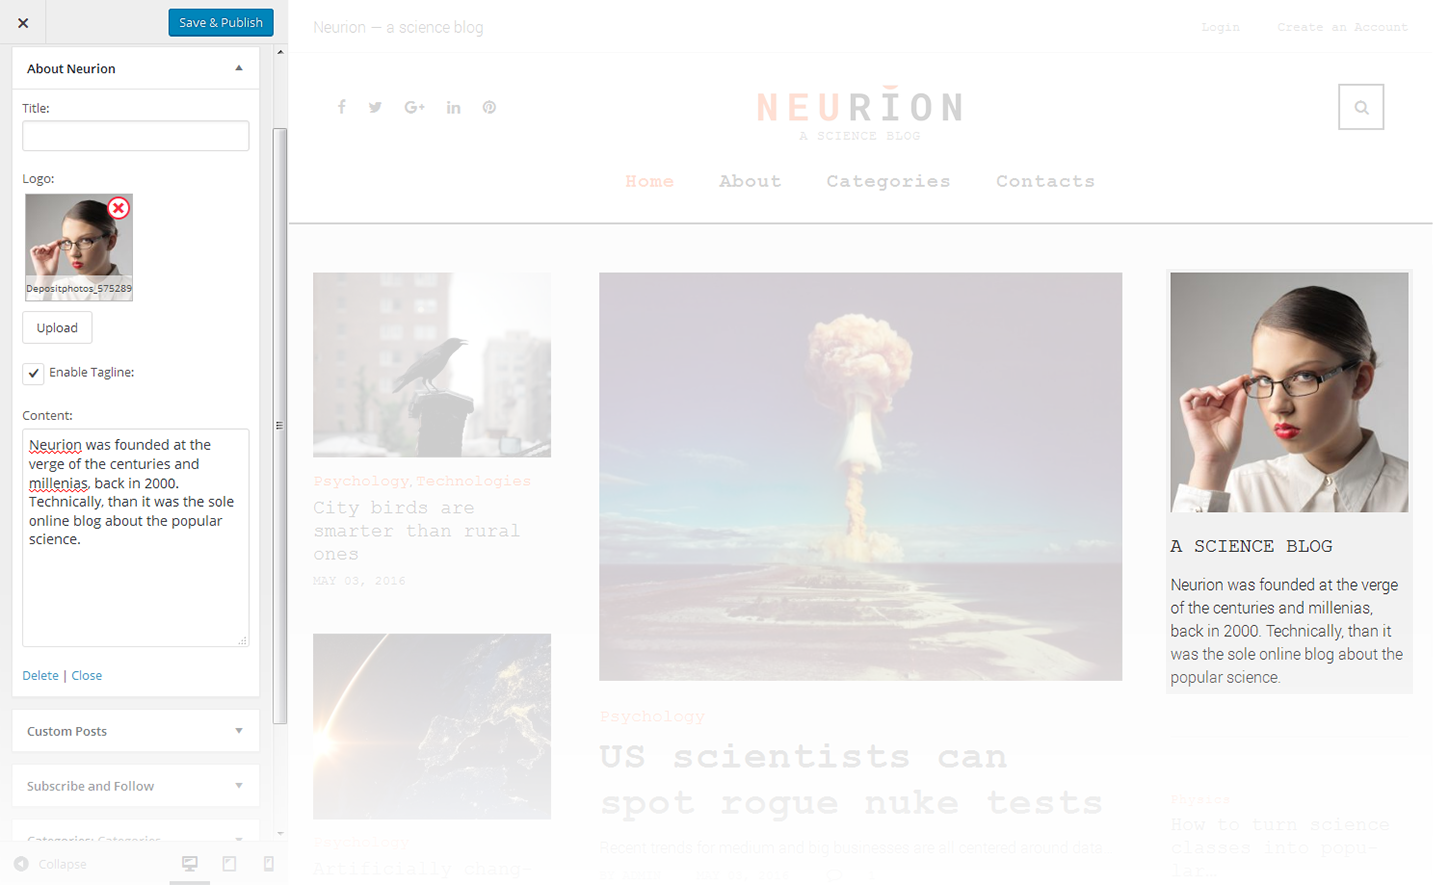 Save & Publish
About Neurion
Title:
Logo:
Depositphotos_575289
Upload
Enable Tagline:
Content:
Neurion was founded at the
verge of the centuries and
millenias, back in 2000.
Technically, than it was the sole
online blog about the popular
science.
Delete | Close
Custom Posts
Subscribe and Follow
Categories: Categories
Collapse
Neurion — a science blog
Login
Create an Account
NEURION
A SCIENCE BLOG
Home
About
Categories
Contacts
Psychology, Technologies
City birds are
smarter than rural
ones
MAY 03, 2016
Psychology
Artificially chang-
Psychology
US scientists can
spot rogue nuke tests
Recent trends for medium and big businesses are all centered around data
A SCIENCE BLOG
Neurion was founded at the verge
of the centuries and millenias,
back in 2000. Technically, than it
was the sole online blog about the
popular science.
Physics
How to turn science
classes into popu-
lar…